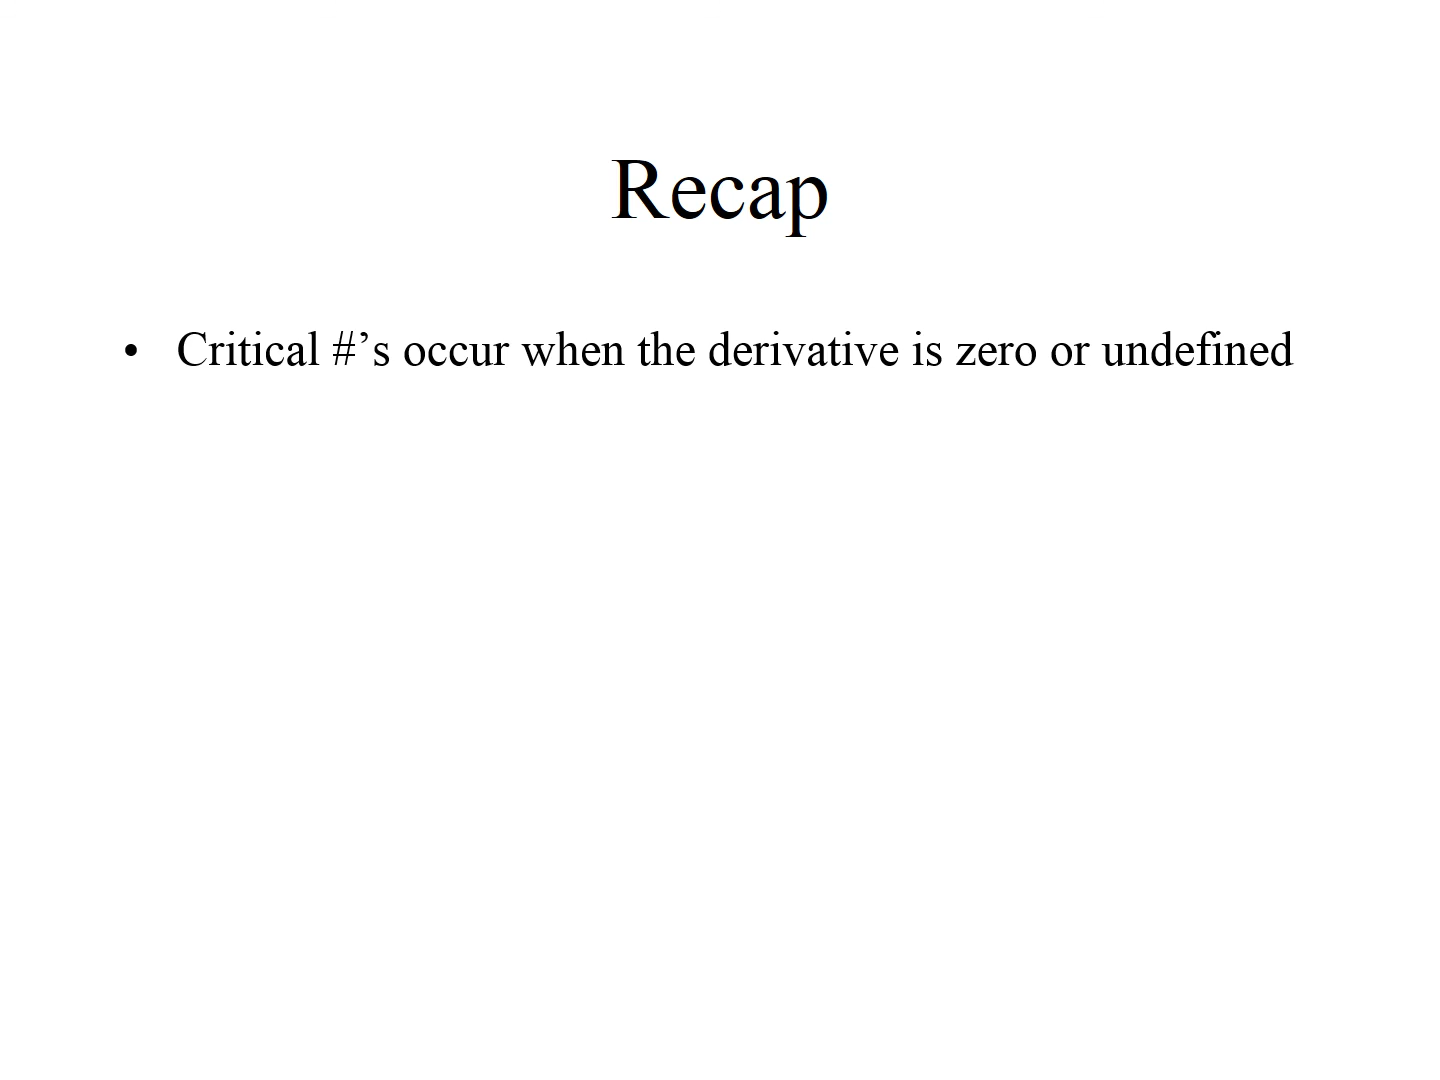 Recap
• Critical #’s occur when the derivative is zero or undefined